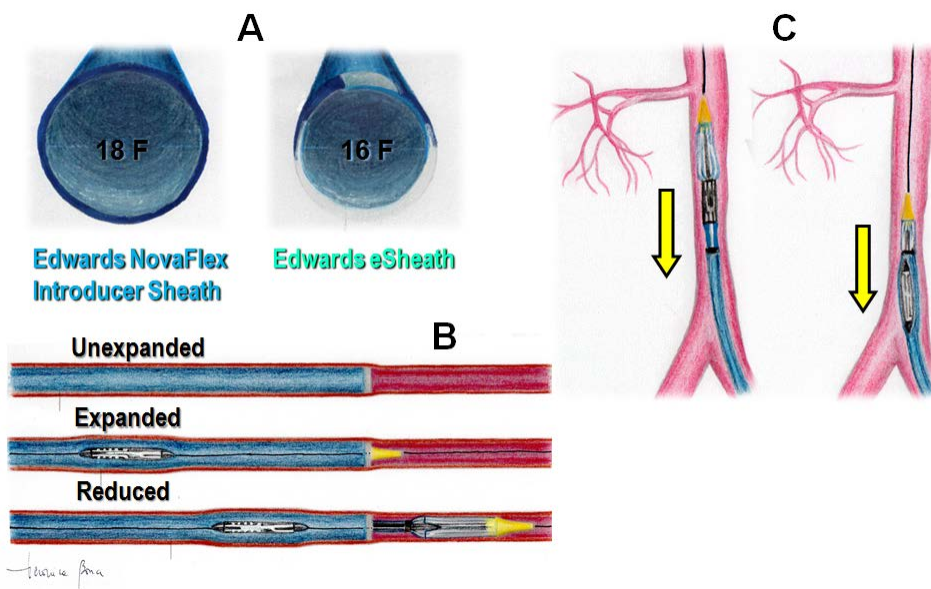 A
18 F
16 F
Edwards NovaFlex
Introducer Sheath
Edwards eSheath
B
Unexpanded
Expanded
Reduced
C